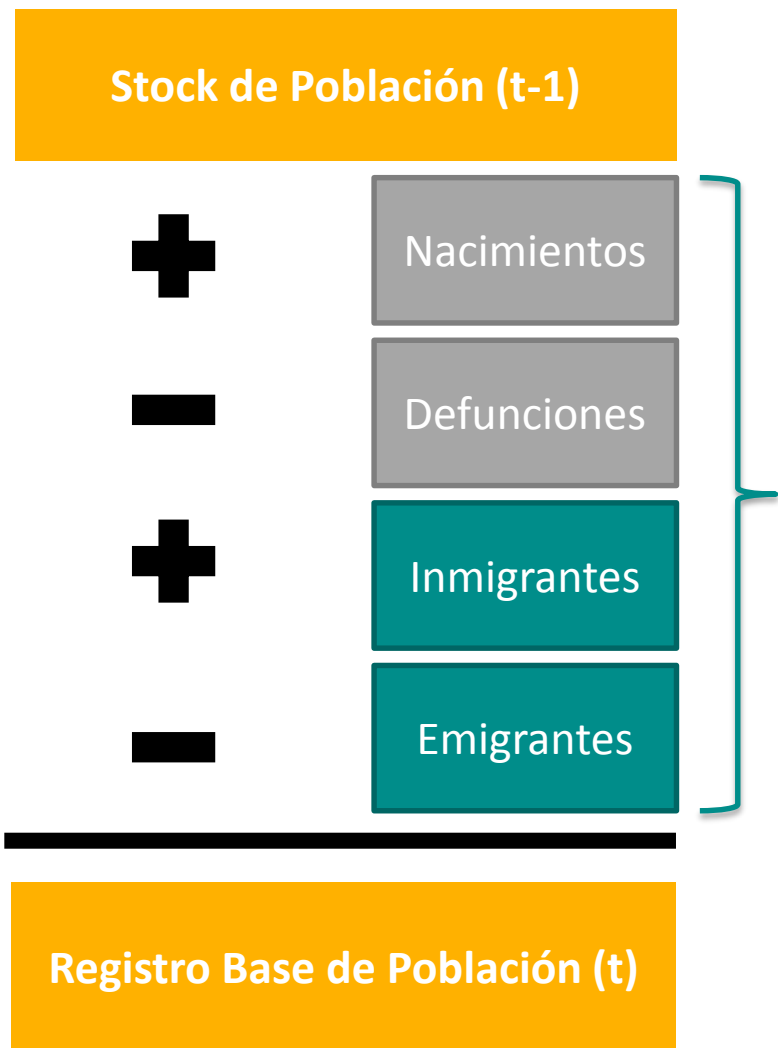 Stock de Población (t-1)
+
Nacimientos
-
Defunciones
+
Inmigrantes
-
Emigrantes
Registro Base de Población (t)